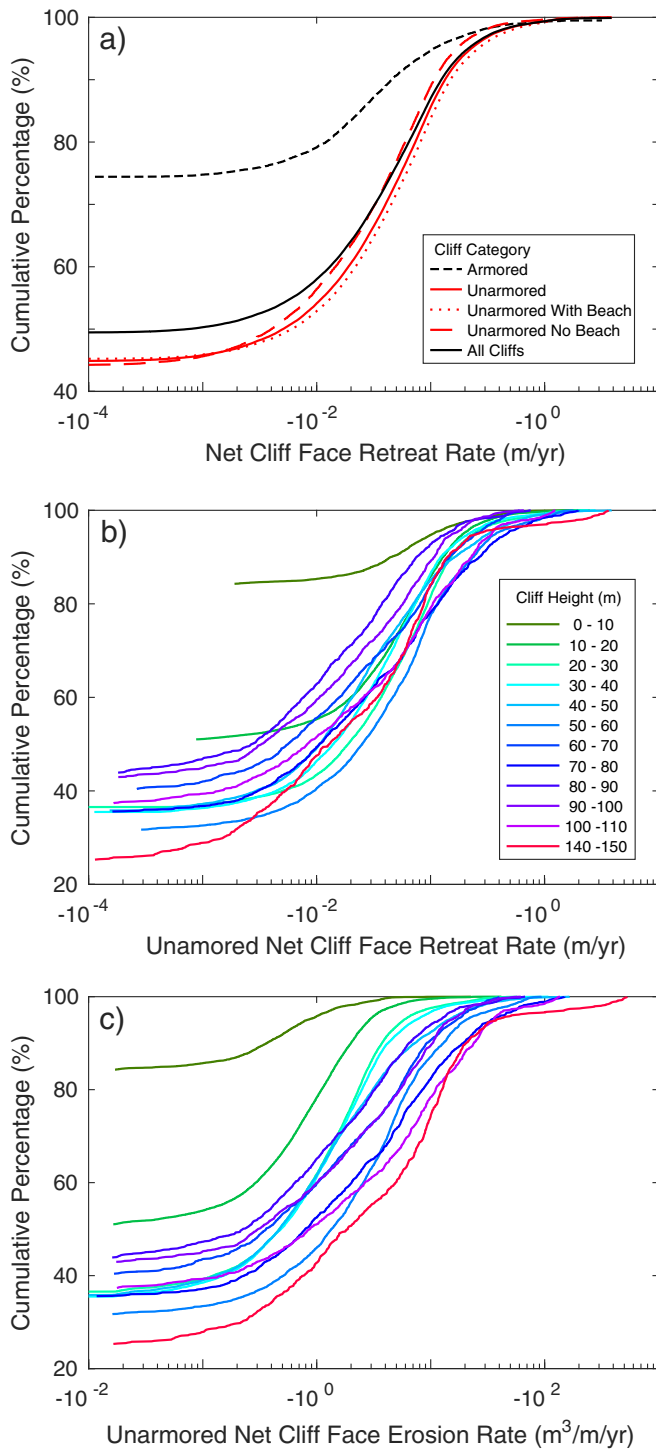 a)
Cumulative Percentage (%)
100
80
60
40
Cliff Category
Armored
Unarmored
Unarmored With Beach
Unarmored No Beach
All Cliffs
-10^-4
-10^-2
-10^0
Net Cliff Face Retreat Rate (m/yr)
b)
Cumulative Percentage (%)
100
80
60
40
20
Cliff Height (m)
0 - 10
10 - 20
20 - 30
30 - 40
40 - 50
50 - 60
60 - 70
70 - 80
80 - 90
90 -100
100 -110
140 -150
-10^-4
-10^-2
-10^0
Unamored Net Cliff Face Retreat Rate (m/yr)
c)
Cumulative Percentage (%)
100
80
60
40
20
-10^-2
-10^0
-10^2
Unarmored Net Cliff Face Erosion Rate (m^3/m/yr)